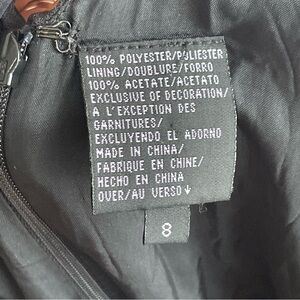 100% POLYESTER/POLIESTER
LINING/DOUBLURE/FORRO
100% ACETATE/ACETATO
EXCLUSIVE OF DECORATION/
A L'EXCEPTION DES
GARNITURES/
EXCLUYENDO EL ADORNO
MADE IN CHINA/
FABRIQUE EN CHINE/
HECHO EN CHINA
OVER/AU VERSO↓
8